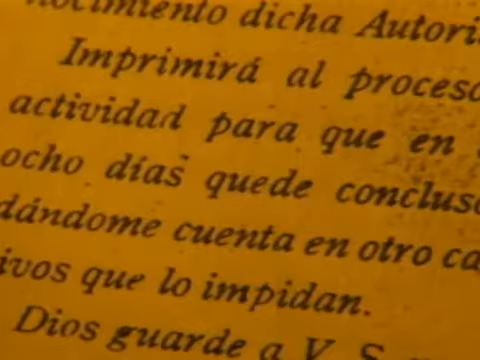 nocimiento dicha Autori
Imprimirá al proceso
actividad para que en
ocho días quede concluso
dándome cuenta en otro ca
ivos que lo impidan.
Dios guarde a V. S.